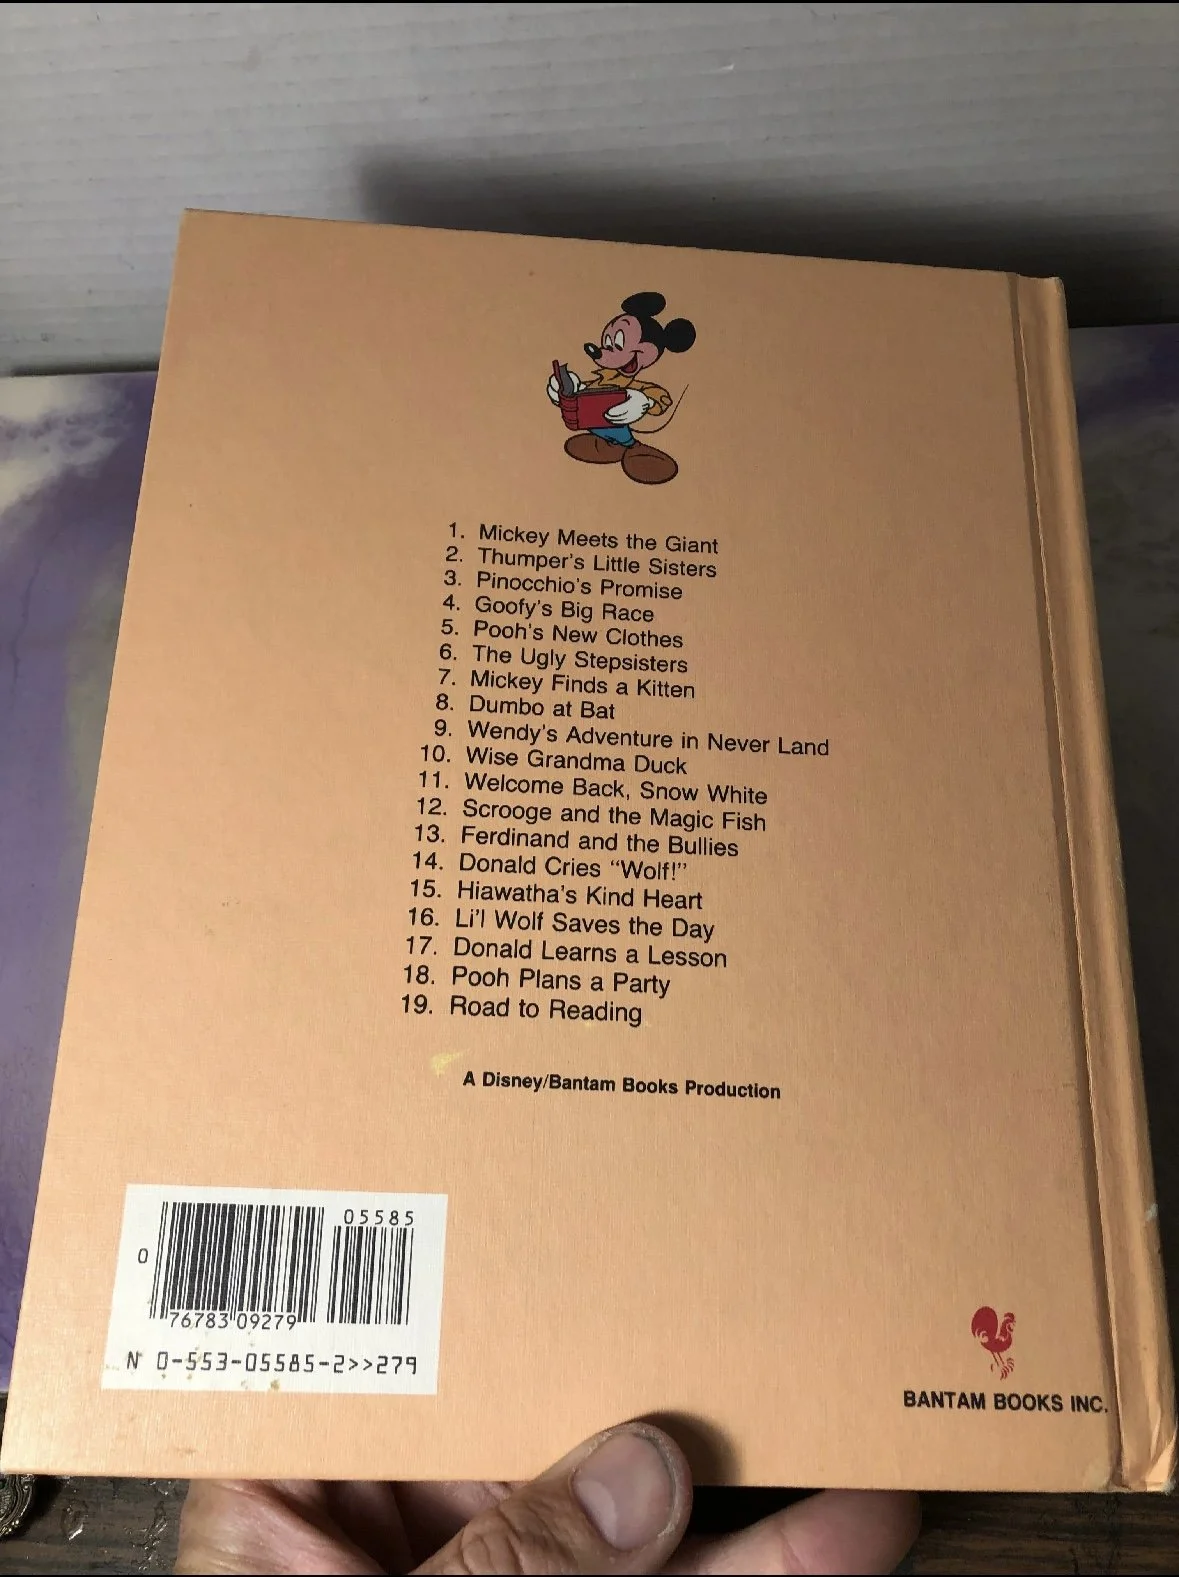 1. Mickey Meets the Giant
2. Thumper's Little Sisters
3. Pinocchio's Promise
4. Goofy's Big Race
5. Pooh's New Clothes
6. The Ugly Stepsisters
7. Mickey Finds a Kitten
8. Dumbo at Bat
9. Wendy's Adventure in Never Land
10. Wise Grandma Duck
11. Welcome Back, Snow White
12. Scrooge and the Magic Fish
13. Ferdinand and the Bullies
14. Donald Cries “Wolf!”
15. Hiawatha's Kind Heart
16. Li'l Wolf Saves the Day
17. Donald Learns a Lesson
18. Pooh Plans a Party
19. Road to Reading
A Disney/Bantam Books Production
05585
0
76783 09279
N 0-553-05585-2>>279
BANTAM BOOKS INC.